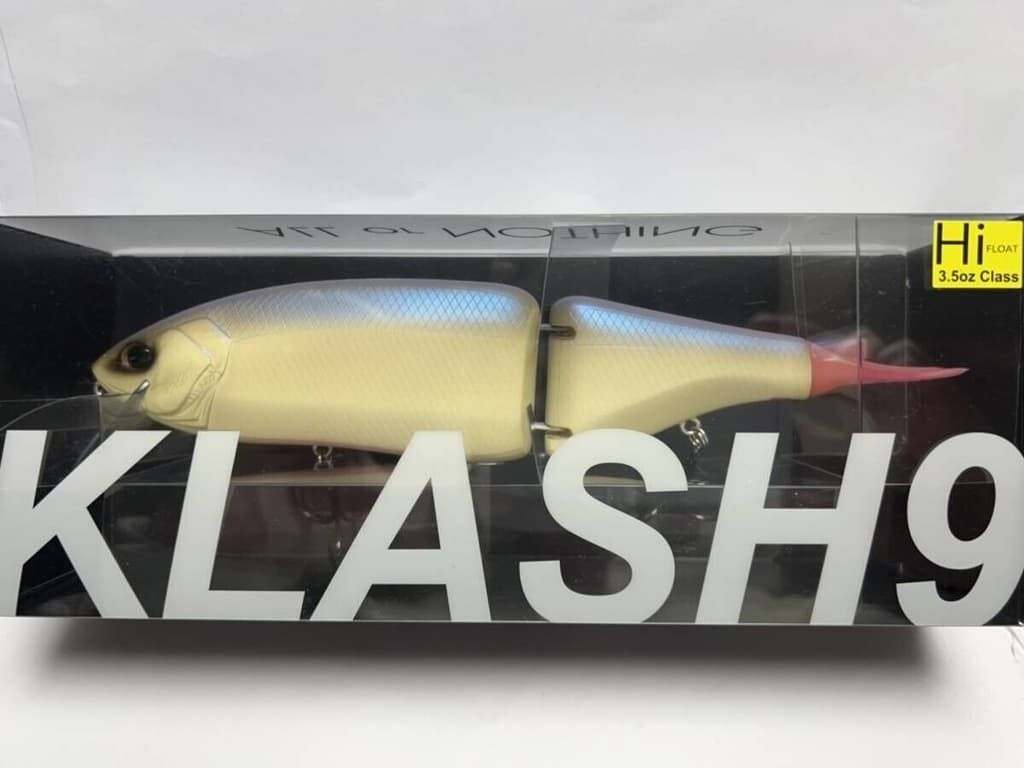 ALL or NOTHING
Hi FLOAT
3.5oz Class
KLASH9